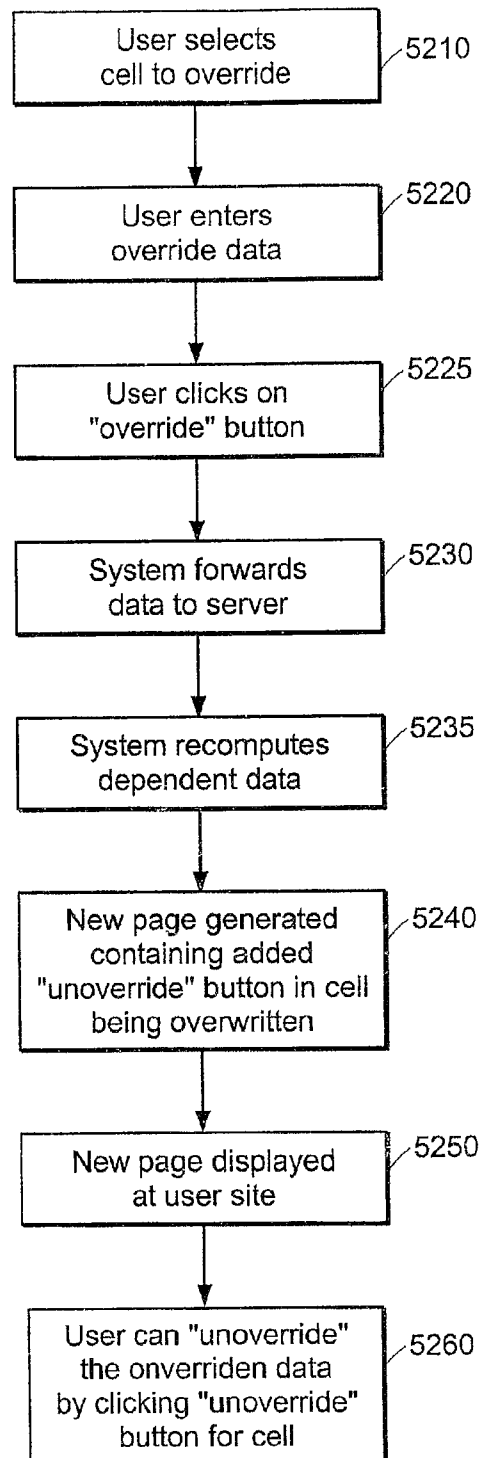 User selects
cell to override
5210
User enters
override data
5220
User clicks on
"override" button
5225
System forwards
data to server
5230
System recomputes
dependent data
5235
New page generated
containing added
"unoverride" button in cell
being overwritten
5240
New page displayed
at user site
5250
User can "unoverride"
the onverriden data
by clicking "unoverride"
button for cell
5260